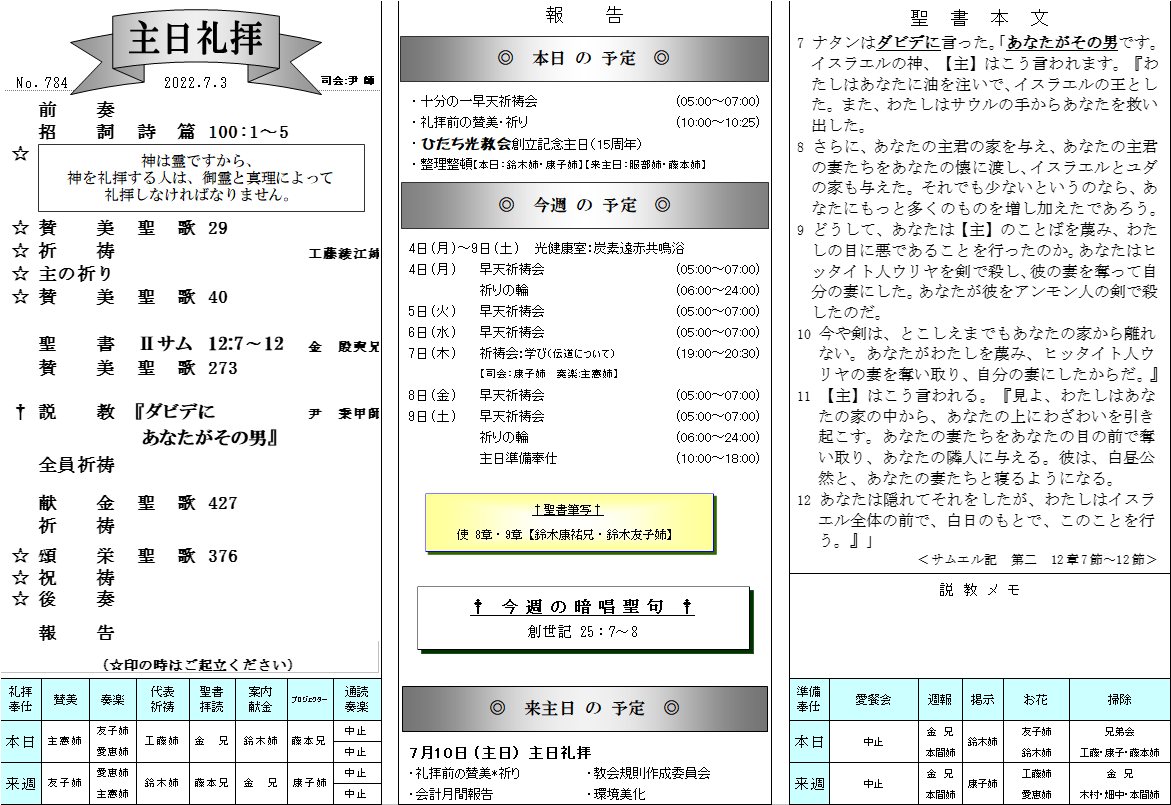 主日礼拝
No. 784
2022.7.3
司会:尹 師
前 奏
招 詞 詩 篇 100：1～5
☆
神は霊ですから、
神を礼拝する人は、御霊と真理によって
礼拝しなければなりません。
☆ 賛 美 聖 歌 29
☆ 祈 祷 工藤綾江姉
☆ 主の祈り
☆ 賛 美 聖 歌 40
聖 書 Ⅱサム 12:7～12 金 殷奭兄
賛 美 聖 歌 273
† 説 教 『ダビデに 尹 秉甲師
あなたがその男』
全員祈祷
献 金 聖 歌 427
祈 祷
☆ 頌 栄 聖 歌 376
☆ 祝 祷
☆ 後 奏
報 告
(☆印の時はご起立ください)
礼拝奉仕 賛美 奏楽 代表祈祷 聖書拝読 案内献金 プロジェクター 通読奏楽
本日 主憲姉 友子姉 愛恵姉 工藤姉 金 兄 鈴木姉 藤本兄 中止 中止
来週 友子姉 愛恵姉 主憲姉 鈴木姉 藤本兄 金 兄 康子姉 中止 中止
報 告
◎ 本日 の 予定 ◎
・十分の一早天祈祷会 (05:00～07:00)
・礼拝前の賛美・祈り (10:00～10:25)
・ひたち光教会創立記念主日（15周年）
・整理整頓【本日：鈴木姉・康子姉】【来主日：服部姉・藤本姉】
◎ 今週 の 予定 ◎
4日(月)～9日(土) 光健康室：炭素遠赤共鳴浴
4日(月) 早天祈祷会 (05:00～07:00)
祈りの輪 (06:00～24:00)
5日(火) 早天祈祷会 (05:00～07:00)
6日(水) 早天祈祷会 (05:00～07:00)
7日(木) 祈祷会：学び(伝道について) (19:00～20:30)
【司会：康子姉 奏楽:主憲姉】
8日(金) 早天祈祷会 (05:00～07:00)
9日(土) 早天祈祷会 (05:00～07:00)
祈りの輪 (06:00～24:00)
主日準備奉仕 (10:00～18:00)
†聖書筆写†
使 8章・9章【鈴木康祐兄・鈴木友子姉】
† 今週の暗唱聖句 †
創世記 25：7～8
◎ 来主日 の 予定 ◎
7月10日（主日）主日礼拝
・礼拝前の賛美*祈り ・教会規則作成委員会
・会計月間報告 ・環境美化
聖 書 本 文
7 ナタンはダビデに言った。「あなたがその男です。
イスラエルの神、【主】はこう言われます。『わ
たしはあなたに油を注いで、イスラエルの王とし
た。また、わたしはサウルの手からあなたを救い
出した。
8 さらに、あなたの主君の家を与え、あなたの主君
の妻たちをあなたの懐に渡し、イスラエルとユダ
の家も与えた。それでも少ないというのなら、あ
なたにもっと多くのものを増し加えたであろう。
9 どうして、あなたは【主】のことばを蔑み、わた
しの目に悪であることを行ったのか。あなたはヒ
ッタイト人ウリヤを剣で殺し、彼の妻を奪って自
分の妻にした。あなたが彼をアンモン人の剣で殺
したのだ。
10 今や剣は、とこしえまでもあなたの家から離れ
ない。あなたがわたしを蔑み、ヒッタイト人ウ
リヤの妻を奪い取り、自分の妻にしたからだ。』
11 【主】はこう言われる。『見よ、わたしはあな
たの家の中から、あなたの上にわざわいを引き
起こす。あなたの妻たちをあなたの目の前で奪
い取り、あなたの隣人に与える。彼は、白昼公
然と、あなたの妻たちと寝るようになる。
12 あなたは隠れてそれをしたが、わたしはイスラ
エル全体の前で、白日のもとで、このことを行
う。』」
＜サムエル記 第二 12章7節～12節＞
説 教 メ モ
準備奉仕 愛餐会 週報 掲示 お花 掃除
本日 中止 金 兄 本間姉 鈴木姉 友子姉 鈴木姉 兄弟会 工藤・康子・藤本姉
来週 中止 金 兄 本間姉 康子姉 工藤姉 愛恵姉 金 兄 木村・畑中・本間姉